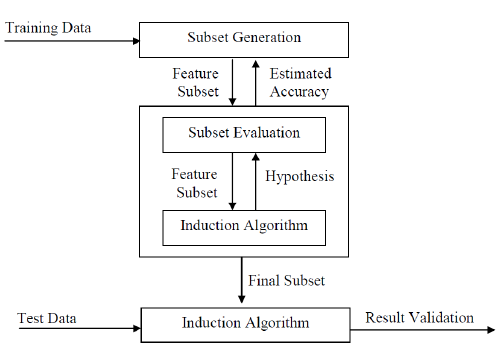 Training Data
Subset Generation
Feature
Subset
Estimated
Accuracy
Subset Evaluation
Feature
Subset
Hypothesis
Induction Algorithm
Final Subset
Test Data
Induction Algorithm
Result Validation